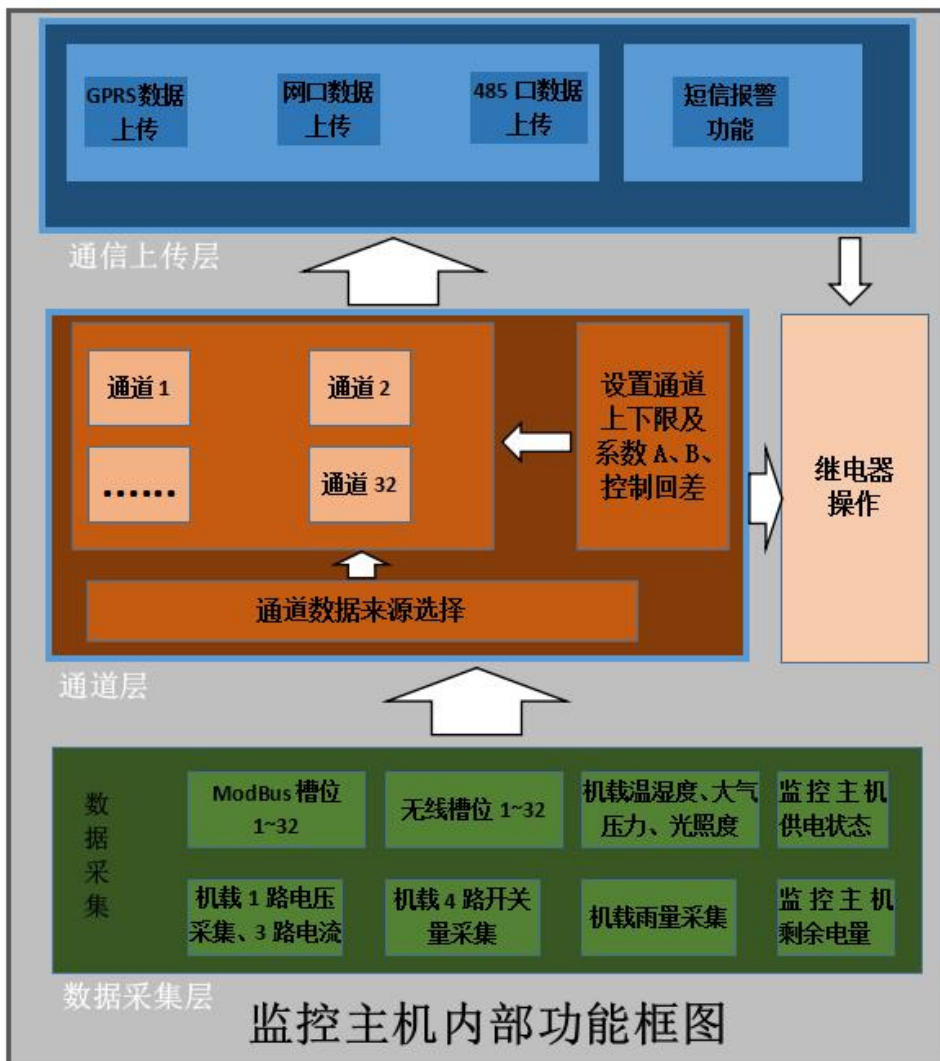 GPRS数据
上传
网口数据
上传
485 口数据
上传
短信报警
功能
通信上传层
通道 1
通道 2
……
通道 32
设置通道
上下限及
系数 A、B、
控制回差
继电器
操作
通道数据来源选择
通道层
数据采集
ModBus 槽位
1~32
无线槽位 1~32
机载温湿度、大气
压力、光照度
监控主机
供电状态
机载 1 路电压
采集、3 路电流
机载 4 路开关
量采集
机载雨量采集
监控主机
剩余电量
数据采集层
监控主机内部功能框图